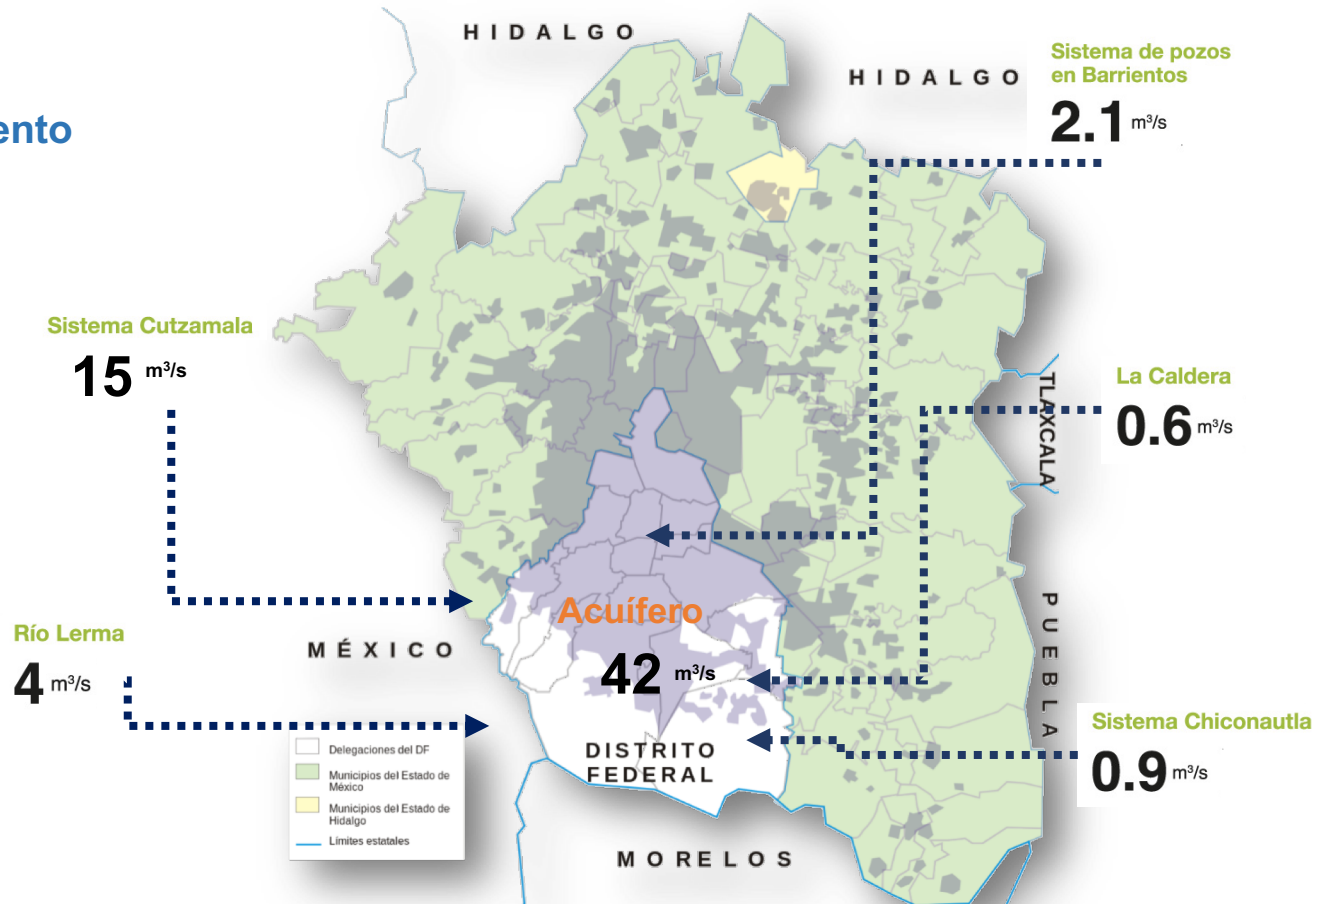 HIDALGO
HIDALGO
Sistema de pozos
en Barrientos
2.1 m³/s
ento
Sistema Cutzamala
15 m³/s
La Caldera
0.6 m³/s
TLAXCALA
Acuífero
42 m³/s
Río Lerma
4 m³/s
MÉXICO
PUEBLA
Sistema Chiconautla
0.9 m³/s
DISTRITO
FEDERAL
Delegaciones del DF
Municipios del Estado de
México
Municipios del Estado de
Hidalgo
Límites estatales
MORELOS